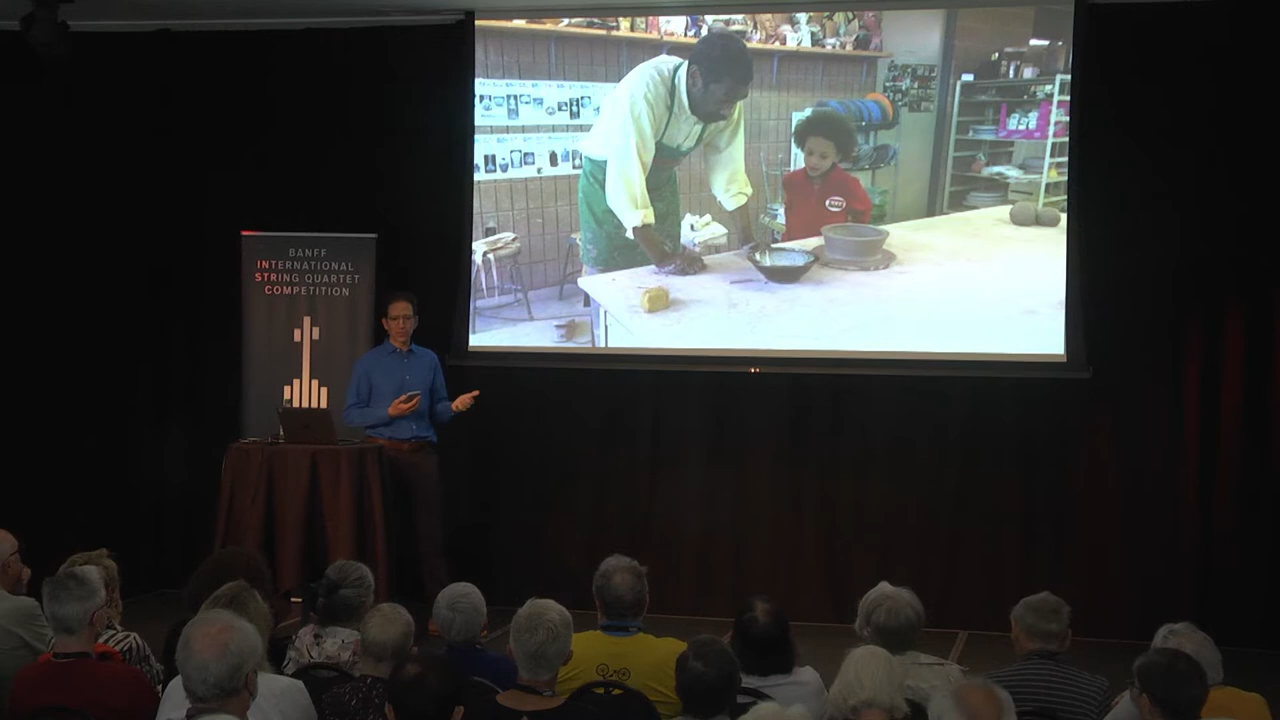 BANFF
INTERNATIONAL
STRING QUARTET
COMPETITION